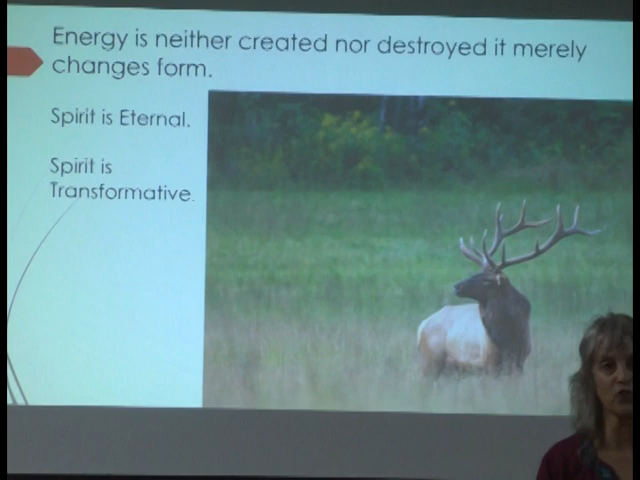 Energy is neither created nor destroyed it merely
changes form.
Spirit is Eternal.
Spirit is
Transformative.